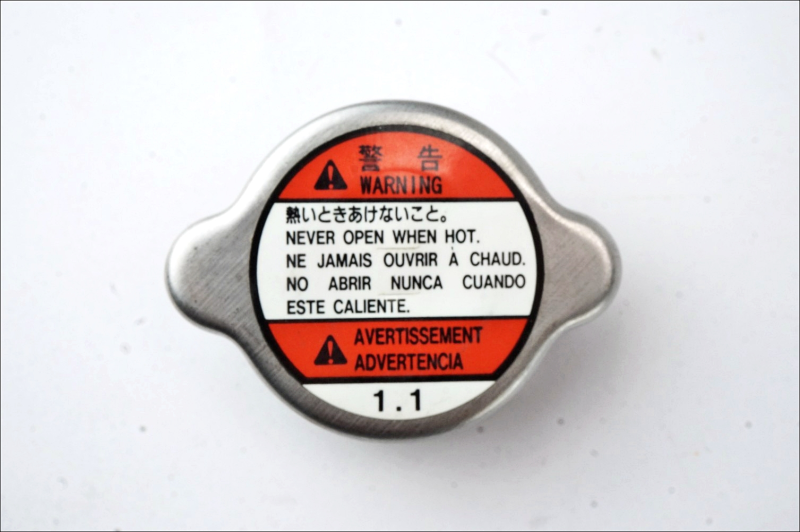 警告
WARNING
熱いときあけないこと。
NEVER OPEN WHEN HOT.
NE JAMAIS OUVRIR À CHAUD.
NO ABRIR NUNCA CUANDO
ESTE CALIENTE.
AVERTISSEMENT
ADVERTENCIA
1.1